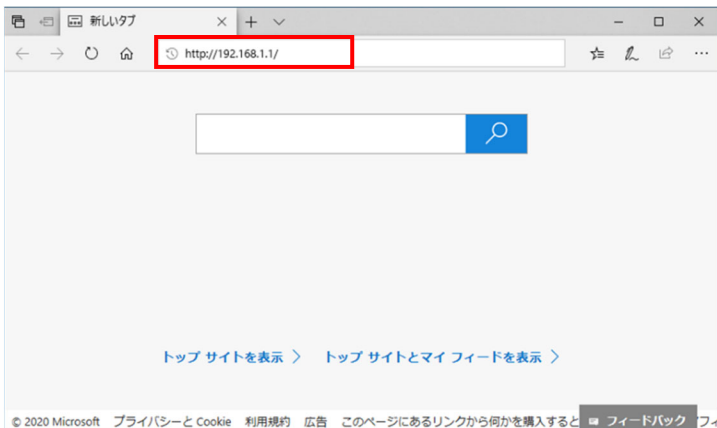 新しいタブ
http://192.168.1.1/
トップ サイトを表示 〉 トップ サイトとマイ フィードを表示 〉
© 2020 Microsoft プライバシーと Cookie 利用規約 広告 このページにあるリンクから何かを購入すると フィードバック フィ